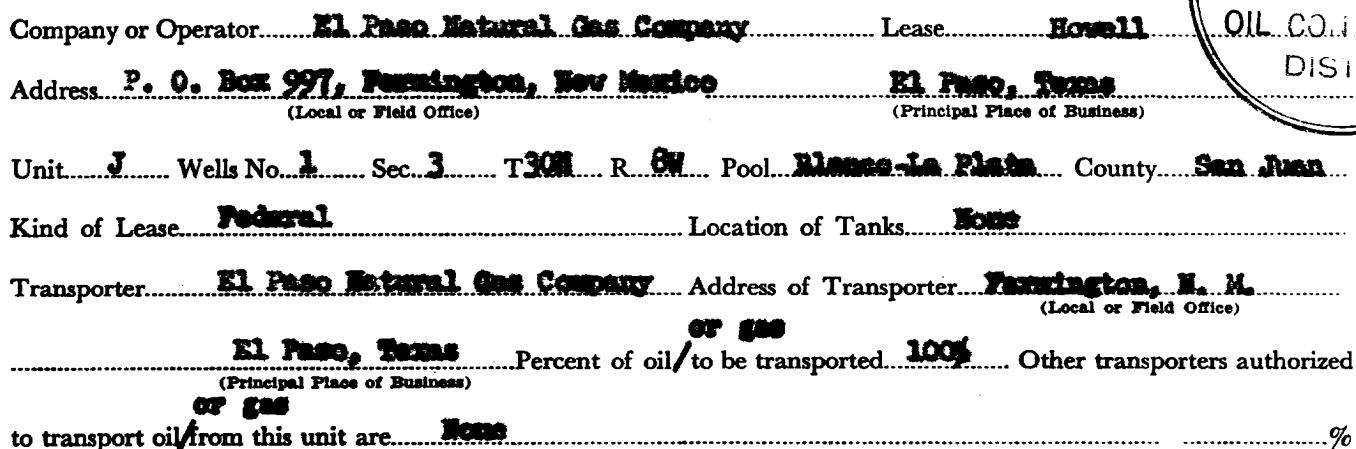 Company or Operator El Paso Natural Gas Company Lease Howell
OIL CO
DIST
Address P. O. Box 997, Farmington, New Mexico El Paso, Texas
(Local or Field Office) (Principal Place of Business)
Unit J Wells No. 1 Sec. 3 T 30N R 8W Pool Blanco-La Plata County San Juan
Kind of Lease Federal Location of Tanks None
Transporter El Paso Natural Gas Company Address of Transporter Farmington, N. M.
(Local or Field Office)
or gas
El Paso, Texas Percent of oil/to be transported 100% Other transporters authorized
(Principal Place of Business)
or gas
to transport oil/from this unit are None %